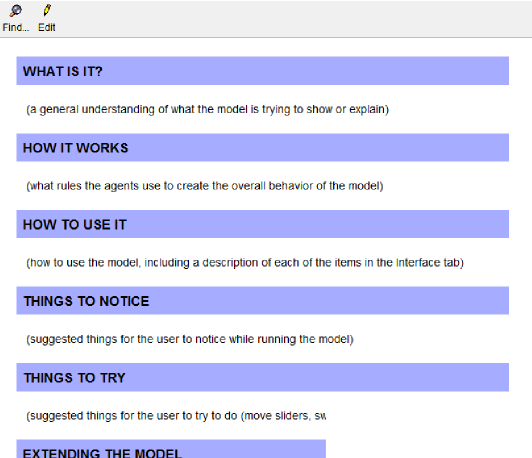 Find... Edit
WHAT IS IT?
(a general understanding of what the model is trying to show or explain)
HOW IT WORKS
(what rules the agents use to create the overall behavior of the model)
HOW TO USE IT
(how to use the model, including a description of each of the items in the Interface tab)
THINGS TO NOTICE
(suggested things for the user to notice while running the model)
THINGS TO TRY
(suggested things for the user to try to do (move sliders,
EXTENDING THE MODEL